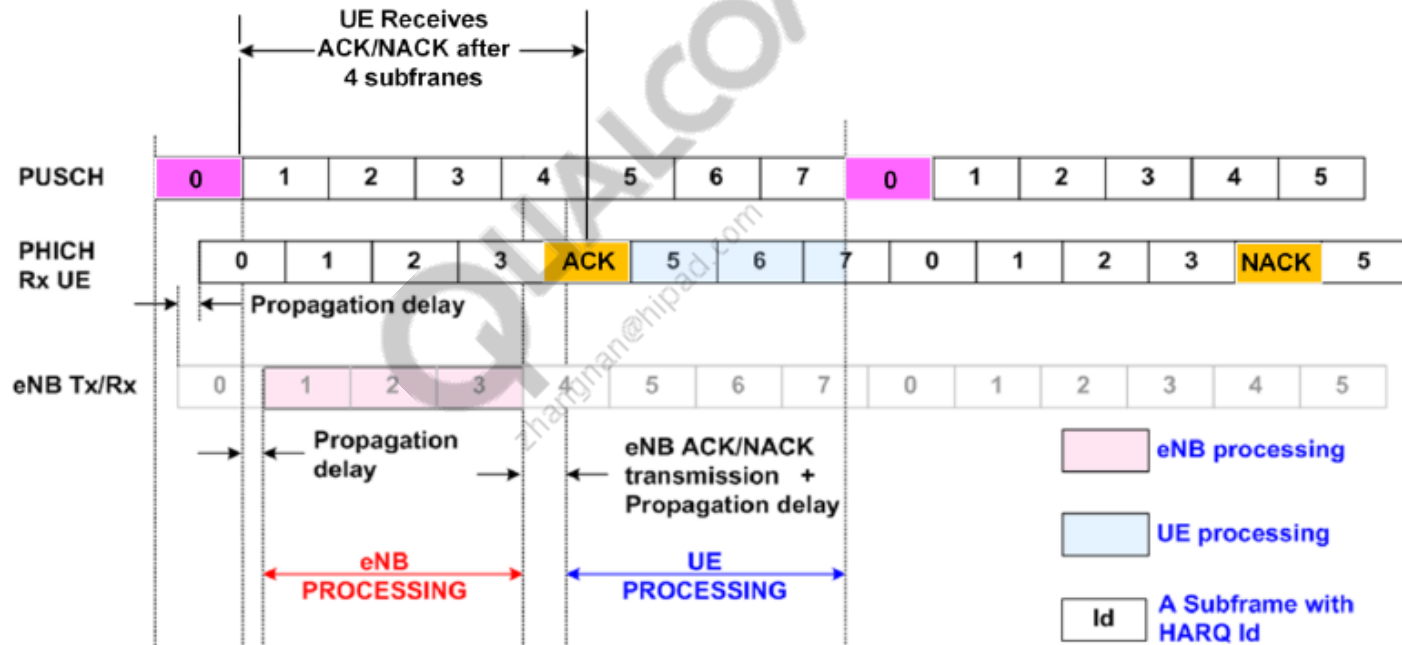 UE Receives
ACK/NACK after
4 subfranes
PUSCH 0 1 2 3 4 5 6 7 0 1 2 3 4 5
PHICH
Rx UE
0 1 2 3 ACK 5 6 7 0 1 2 3 NACK 5
Propagation delay
eNB Tx/Rx 0 1 2 3 4 5 6 7 0 1 2 3 4 5
Propagation
delay
eNB ACK/NACK
transmission +
Propagation delay
eNB
PROCESSING
UE
PROCESSING
eNB processing
UE processing
Id
A Subframe with
HARQ Id
QUALCO
zhangnan@hipad.com